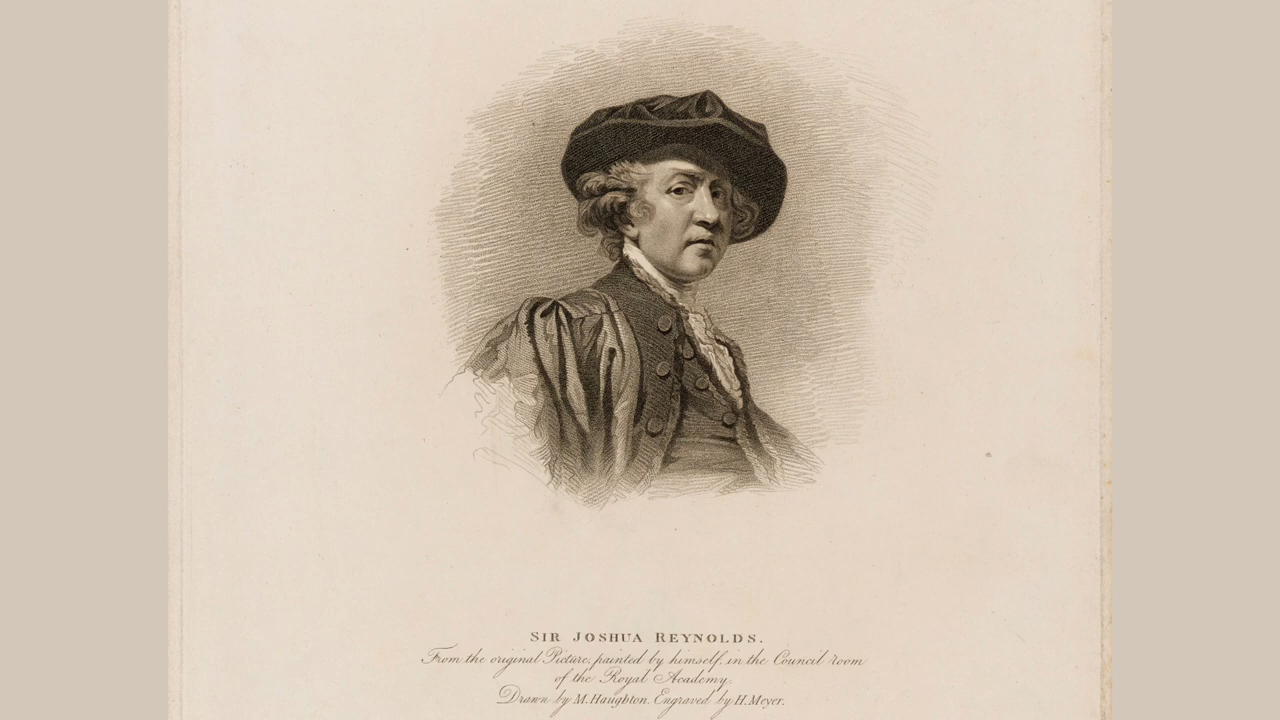 SIR JOSHUA REYNOLDS.
From the original Picture, painted by himself, in the Council room
of the Royal Academy.
Drawn by M. Haughton. Engraved by H. Meyer.